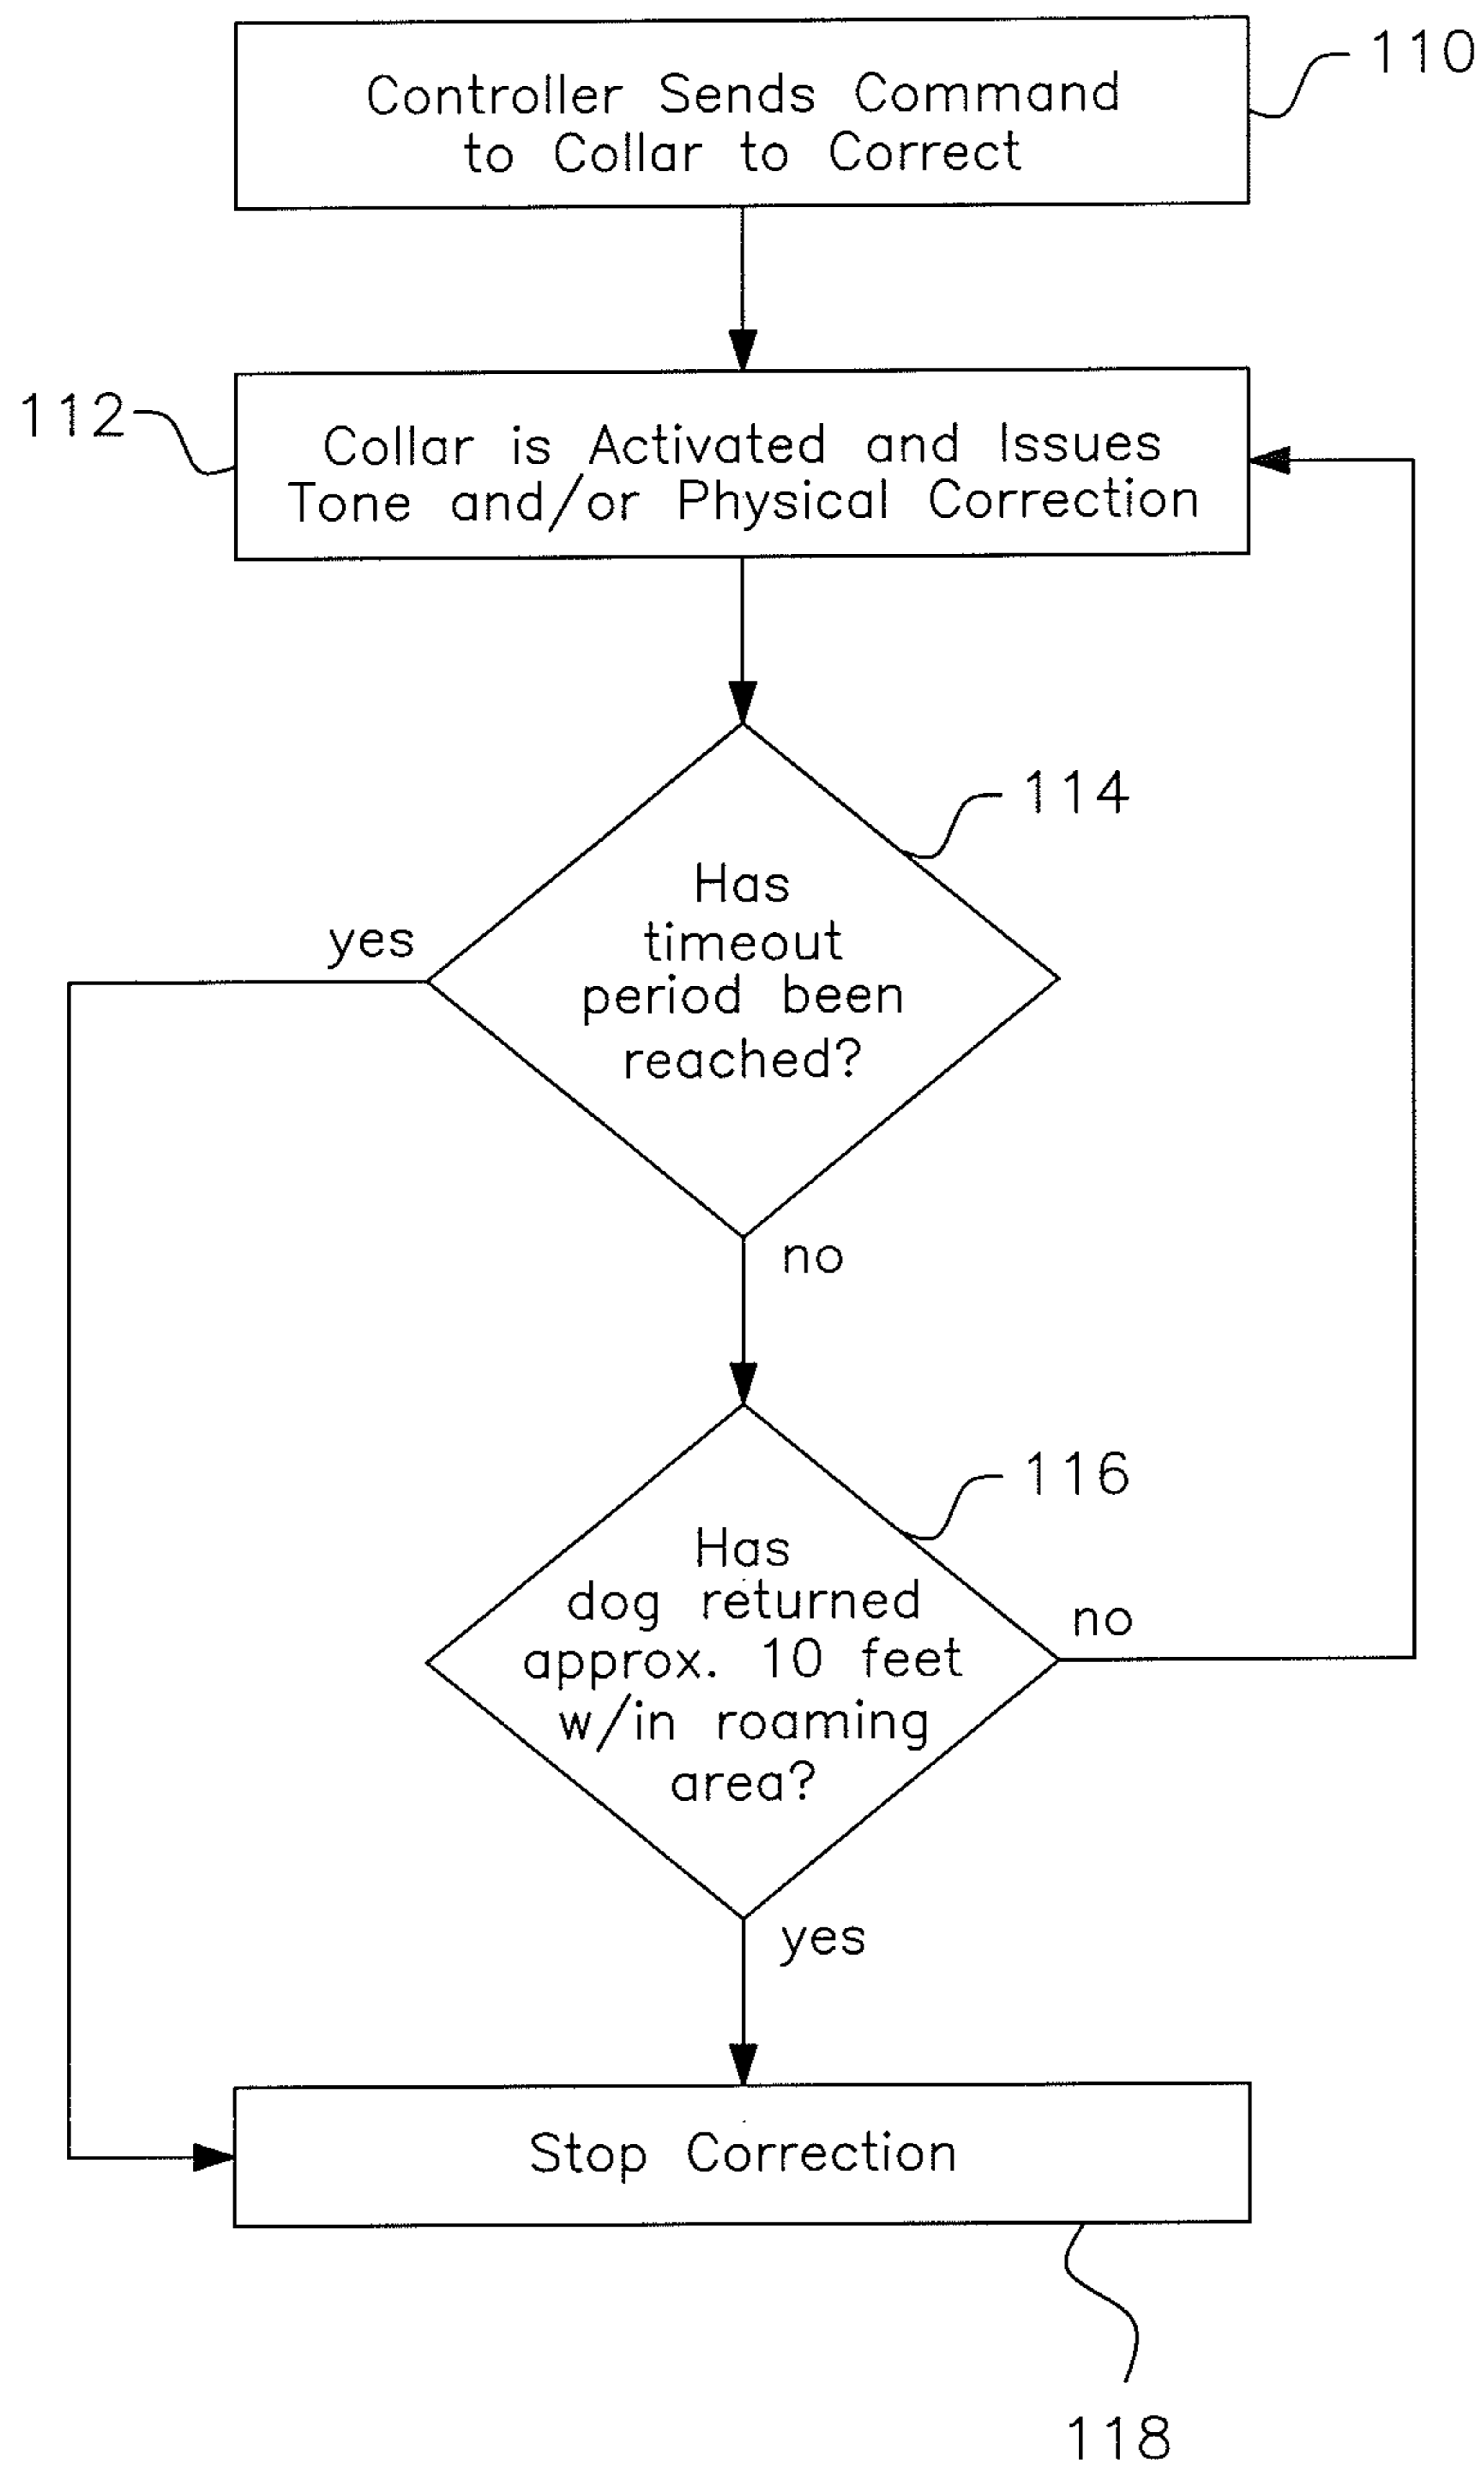 110
Controller Sends Command
to Collar to Correct
112
Collar is Activated and Issues
Tone and/or Physical Correction
114
Has
timeout
period been
reached?
yes
no
116
Has
dog returned
approx. 10 feet
w/in roaming
area?
no
yes
Stop Correction
118